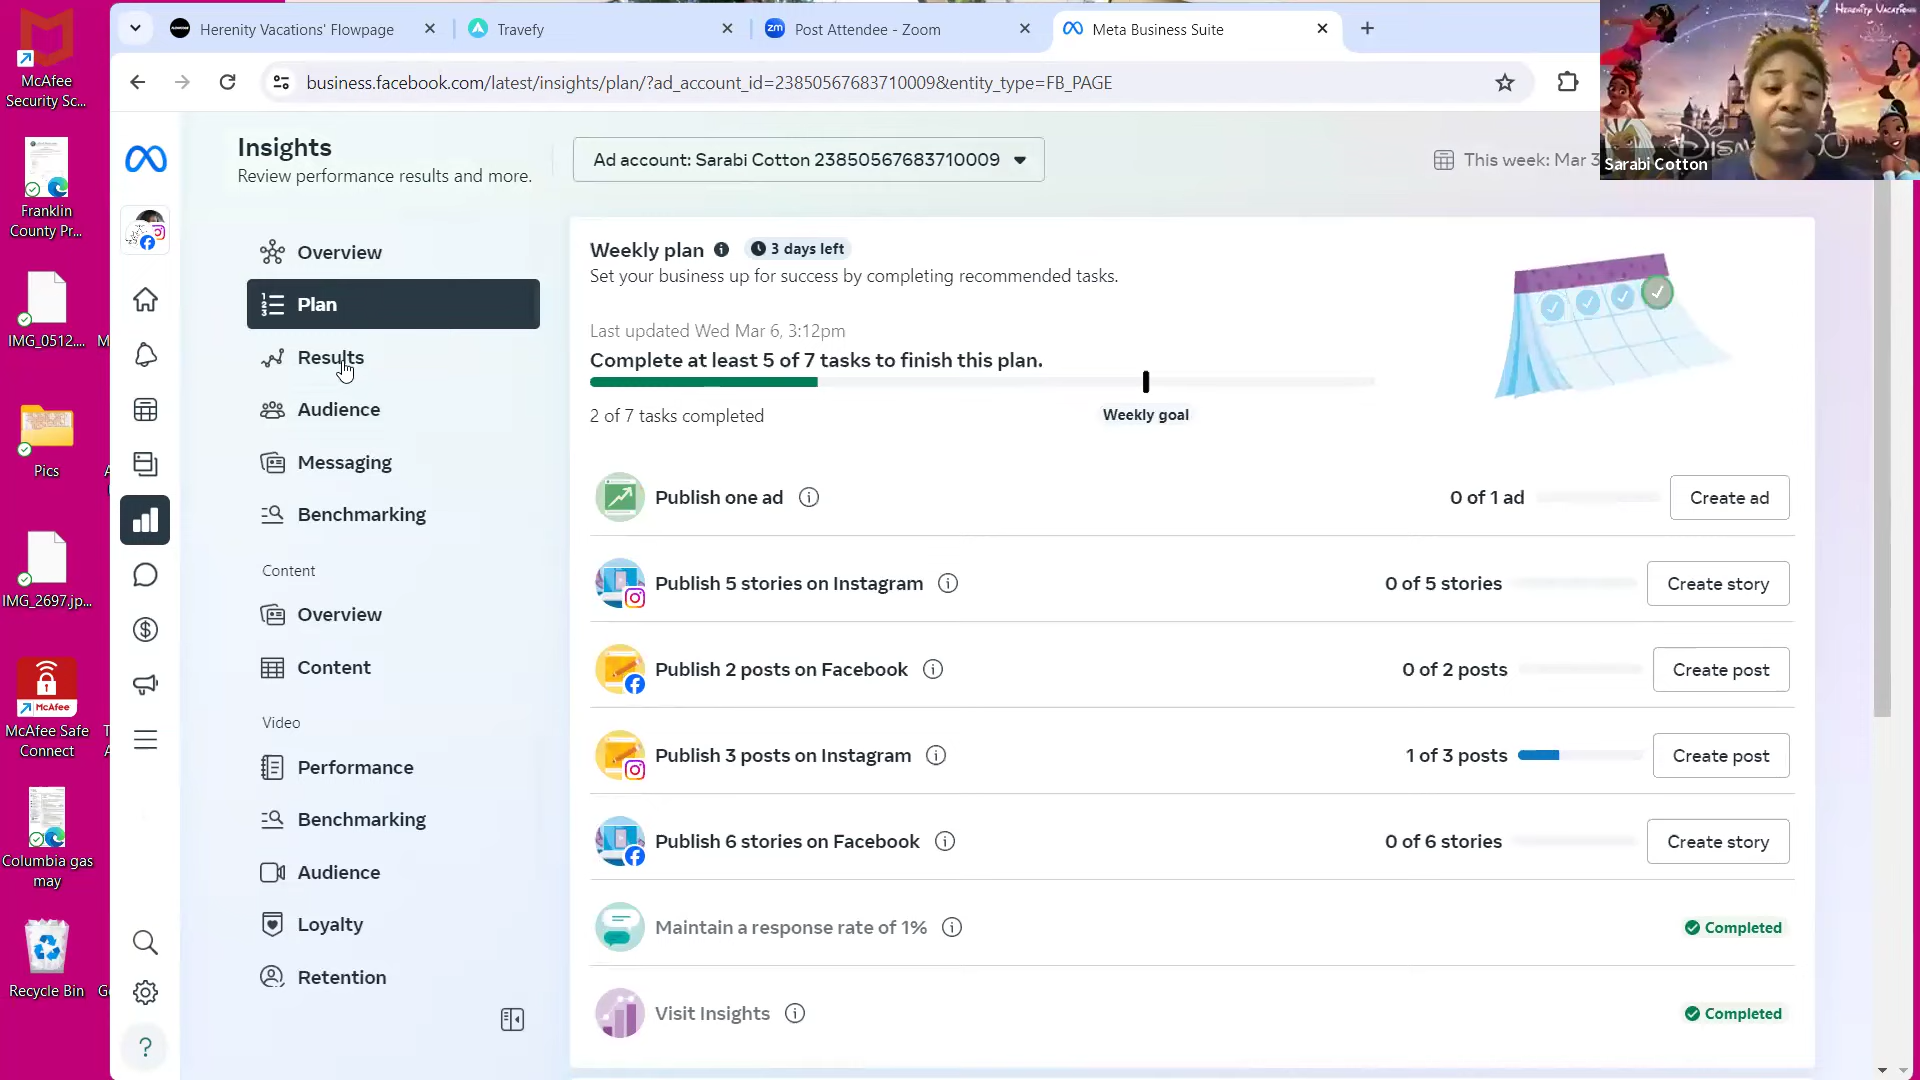 McAfee
Security Sc...
Franklin
County Pr...
IMG_0512....
M
Pics
A
IMG_2697.jp...
McAfee
McAfee Safe
Connect
T
A
Columbia gas
may
Recycle Bin
Herenity Vacations' Flowpage
Travefy
zm
Post Attendee - Zoom
Meta Business Suite
business.facebook.com/latest/insights/plan/?ad_account_id=23850567683710009&entity_type=FB_PAGE
Herenity Vacations
Sarabi Cotton
Insights
Review performance results and more.
Ad account: Sarabi Cotton 23850567683710009
This week: Mar 3
Overview
Plan
Results
Audience
Messaging
Benchmarking
Content
Overview
Content
Video
Performance
Benchmarking
Audience
Loyalty
Retention
Weekly plan
3 days left
Set your business up for success by completing recommended tasks.
Last updated Wed Mar 6, 3:12pm
Complete at least 5 of 7 tasks to finish this plan.
2 of 7 tasks completed
Weekly goal
Publish one ad
0 of 1 ad
Create ad
Publish 5 stories on Instagram
0 of 5 stories
Create story
Publish 2 posts on Facebook
0 of 2 posts
Create post
Publish 3 posts on Instagram
1 of 3 posts
Create post
Publish 6 stories on Facebook
0 of 6 stories
Create story
Maintain a response rate of 1%
Completed
Visit Insights
Completed